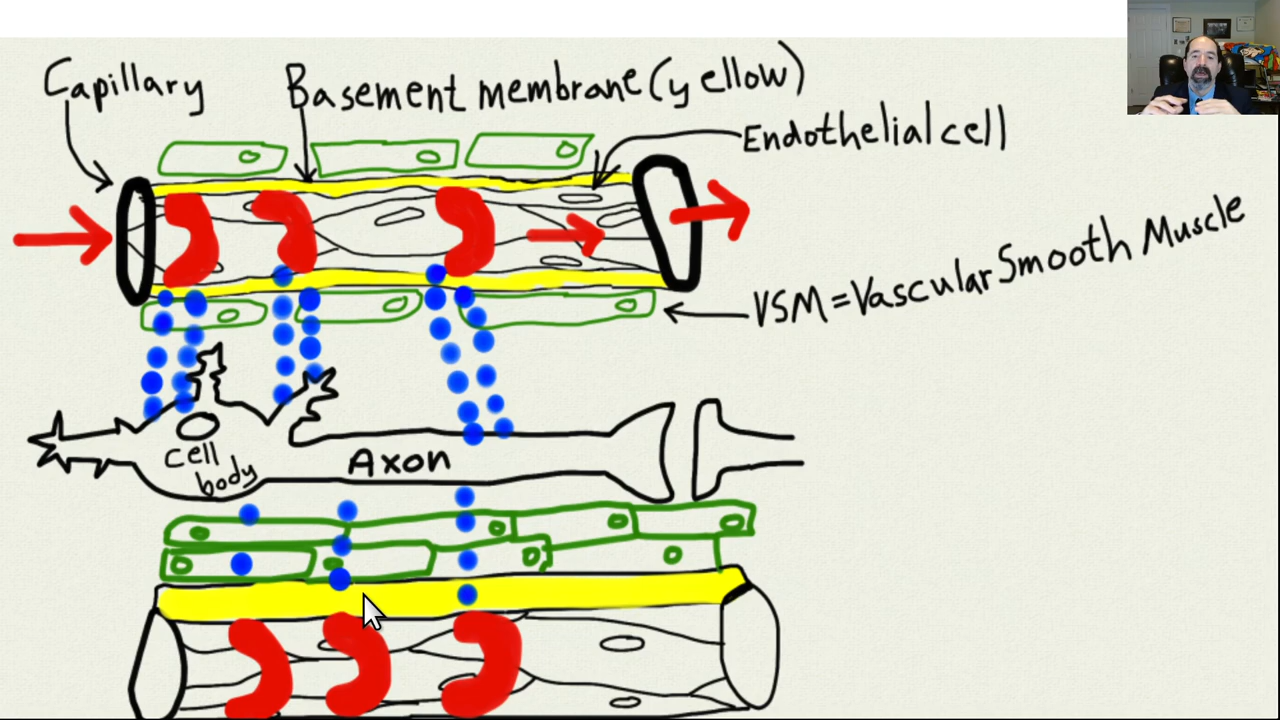 Capillary
Basement membrane (yellow)
Endothelial cell
VSM = Vascular Smooth Muscle
Cell body
Axon